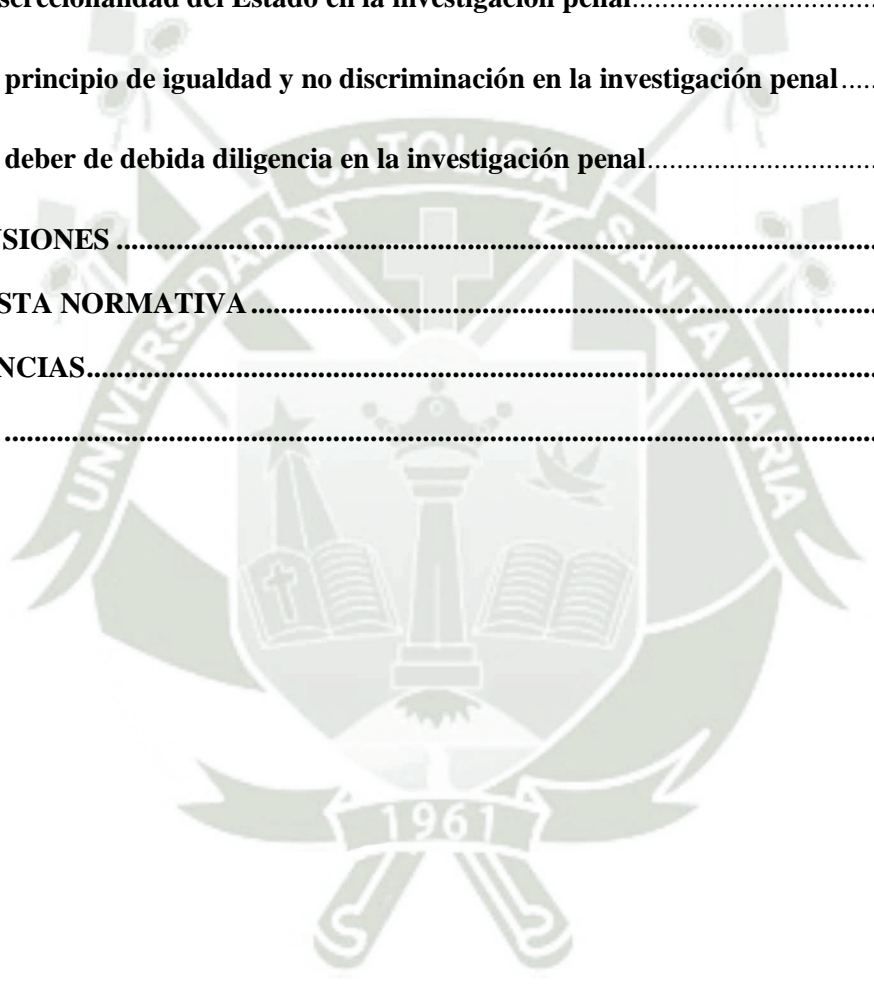 screcionalidad del Estado en la investigación penal..............................
principio de igualdad y no discriminación en la investigación penal.....
deber de debida diligencia en la investigación penal.............................
SIONES ...............................................................................................
STA NORMATIVA ...............................................................................
NCIAS...................................................................................................
.............................................................................................................
UNIVERSIDAD CATOLICA SANTA MARIA
1961